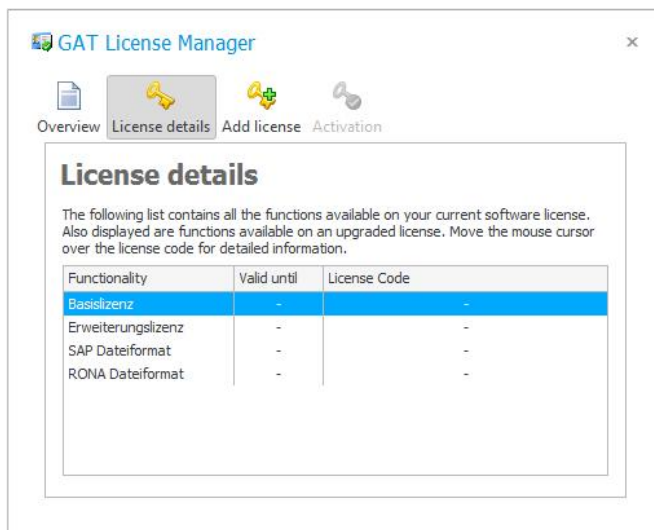 GAT License Manager
Overview License details Add license Activation
License details
The following list contains all the functions available on your current software license.
Also displayed are functions available on an upgraded license. Move the mouse cursor
over the license code for detailed information.
Functionality Valid until License Code
Basislizenz - -
Erweiterungslizenz - -
SAP Dateiformat - -
RONA Dateiformat - -